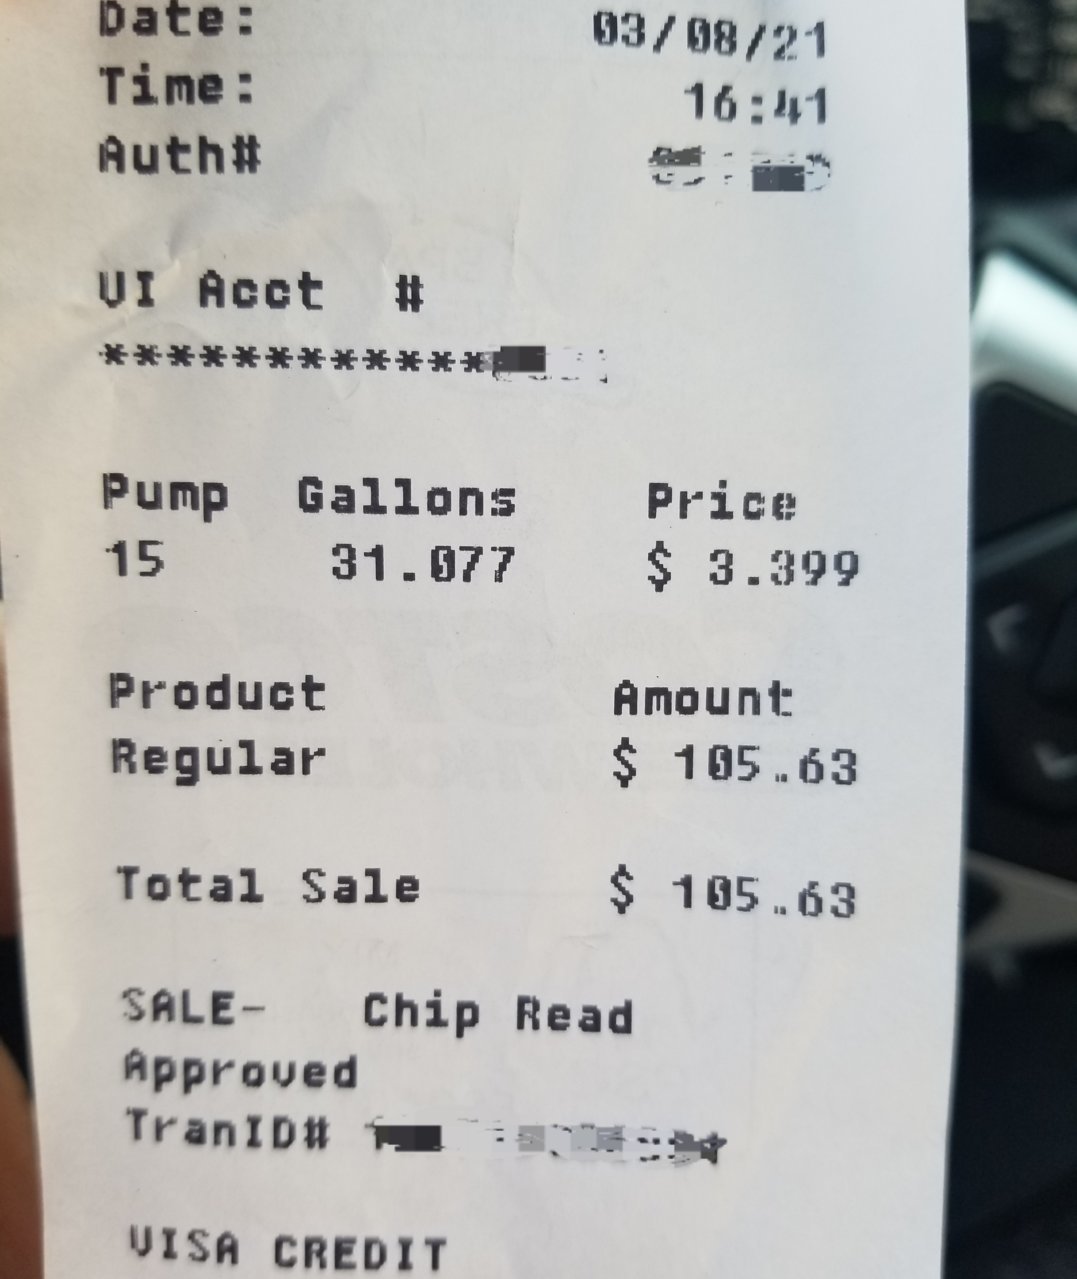 Date: 03/08/21
Time: 16:41
Auth#
VI Acct #
************
Pump Gallons Price
15 31.077 $ 3.399
Product Amount
Regular $ 105.63
Total Sale $ 105.63
SALE- Chip Read
Approved
TranID#
VISA CREDIT